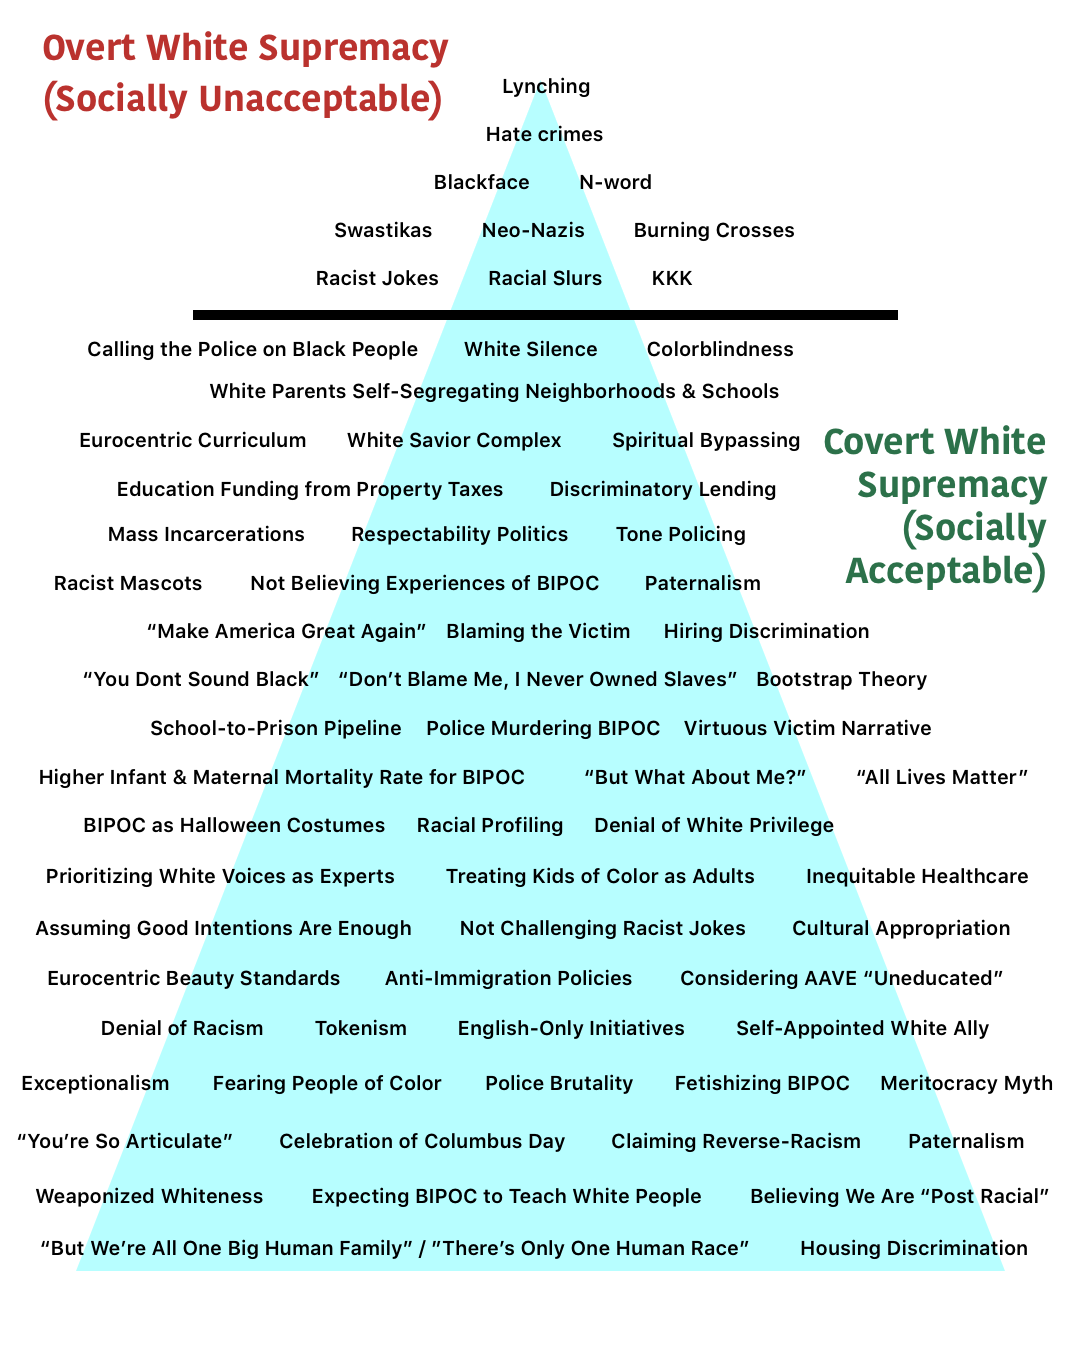 Overt White Supremacy
(Socially Unacceptable)
Lynching
Hate crimes
Blackface N-word
Swastikas Neo-Nazis Burning Crosses
Racist Jokes Racial Slurs KKK
Calling the Police on Black People White Silence Colorblindness
White Parents Self-Segregating Neighborhoods & Schools
Eurocentric Curriculum White Savior Complex Spiritual Bypassing
Covert White
Supremacy
(Socially
Acceptable)
Education Funding from Property Taxes Discriminatory Lending
Mass Incarcerations Respectability Politics Tone Policing
Racist Mascots Not Believing Experiences of BIPOC Paternalism
“Make America Great Again” Blaming the Victim Hiring Discrimination
“You Dont Sound Black” “Don’t Blame Me, I Never Owned Slaves” Bootstrap Theory
School-to-Prison Pipeline Police Murdering BIPOC Virtuous Victim Narrative
Higher Infant & Maternal Mortality Rate for BIPOC “But What About Me?” “All Lives Matter”
BIPOC as Halloween Costumes Racial Profiling Denial of White Privilege
Prioritizing White Voices as Experts Treating Kids of Color as Adults Inequitable Healthcare
Assuming Good Intentions Are Enough Not Challenging Racist Jokes Cultural Appropriation
Eurocentric Beauty Standards Anti-Immigration Policies Considering AAVE “Uneducated”
Denial of Racism Tokenism English-Only Initiatives Self-Appointed White Ally
Exceptionalism Fearing People of Color Police Brutality Fetishizing BIPOC Meritocracy Myth
“You’re So Articulate” Celebration of Columbus Day Claiming Reverse-Racism Paternalism
Weaponized Whiteness Expecting BIPOC to Teach White People Believing We Are “Post Racial”
“But We’re All One Big Human Family” / ”There’s Only One Human Race” Housing Discrimination